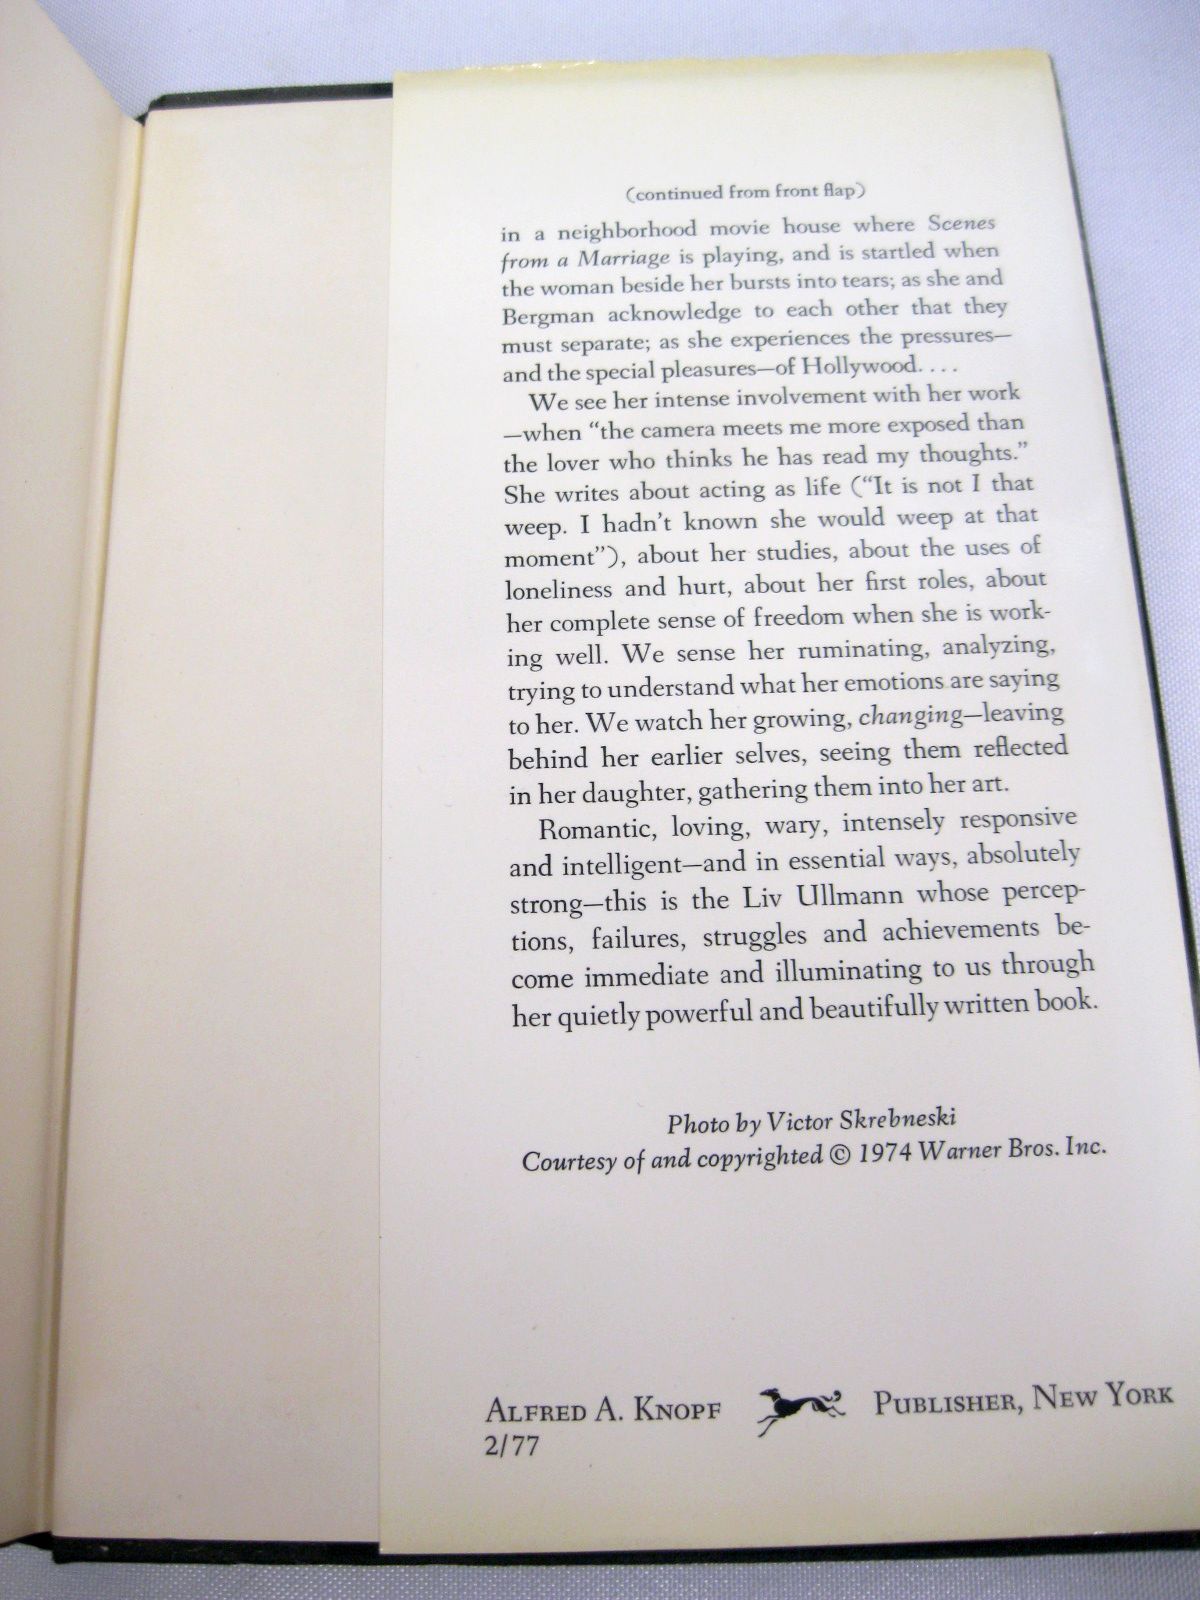 (continued from front flap)
in a neighborhood movie house where Scenes
from a Marriage is playing, and is startled when
the woman beside her bursts into tears; as she and
Bergman acknowledge to each other that they
must separate; as she experiences the pressures—
and the special pleasures—of Hollywood. . . .
We see her intense involvement with her work
—when “the camera meets me more exposed than
the lover who thinks he has read my thoughts.”
She writes about acting as life (“It is not I that
weep. I hadn’t known she would weep at that
moment”), about her studies, about the uses of
loneliness and hurt, about her first roles, about
her complete sense of freedom when she is work-
ing well. We sense her ruminating, analyzing,
trying to understand what her emotions are saying
to her. We watch her growing, changing—leaving
behind her earlier selves, seeing them reflected
in her daughter, gathering them into her art.
Romantic, loving, wary, intensely responsive
and intelligent—and in essential ways, absolutely
strong—this is the Liv Ullmann whose percep-
tions, failures, struggles and achievements be-
come immediate and illuminating to us through
her quietly powerful and beautifully written book.
Photo by Victor Skrebneski
Courtesy of and copyrighted © 1974 Warner Bros. Inc.
ALFRED A. KNOPF PUBLISHER, NEW YORK
2/77